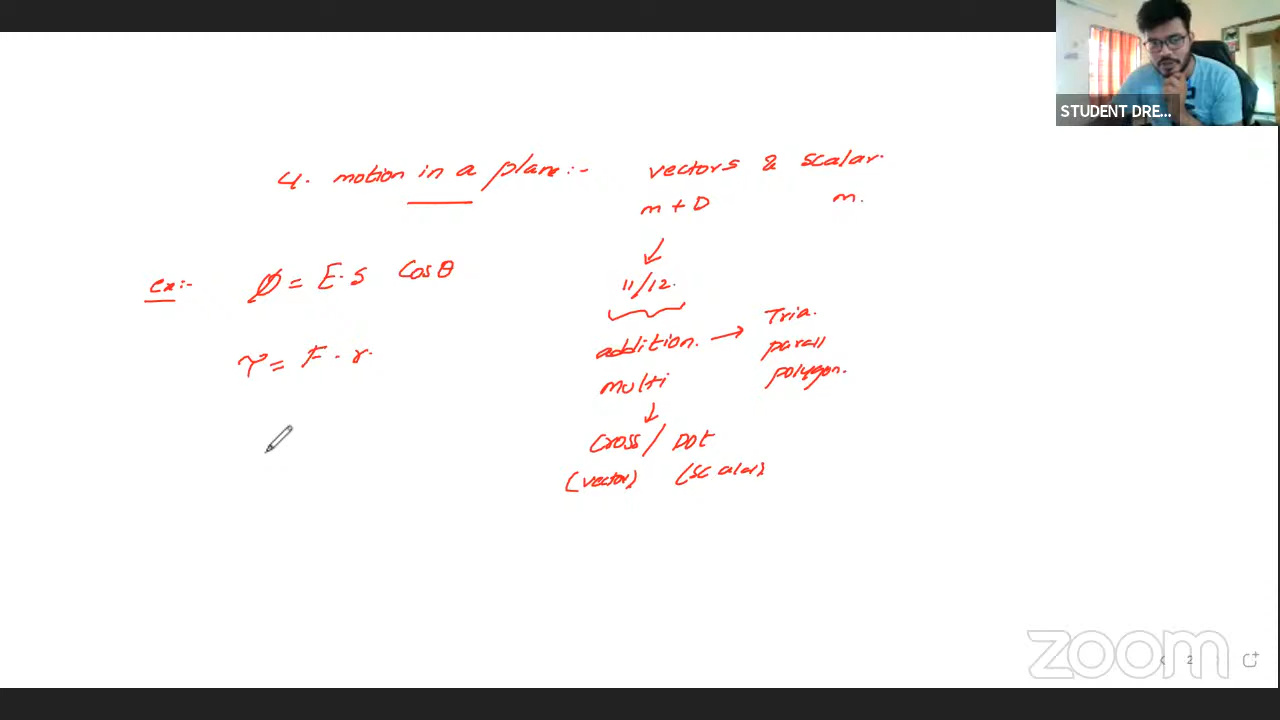 STUDENT DRE...
4. motion in a plane:- vectors & scalar.
m + D m.
ex:- Ø = E. S cosθ
11/12.
addition. → Tria.
parall
polygon.
τ = F. r.
multi
cross / DOT
(vector) (scalar)
zoom
2